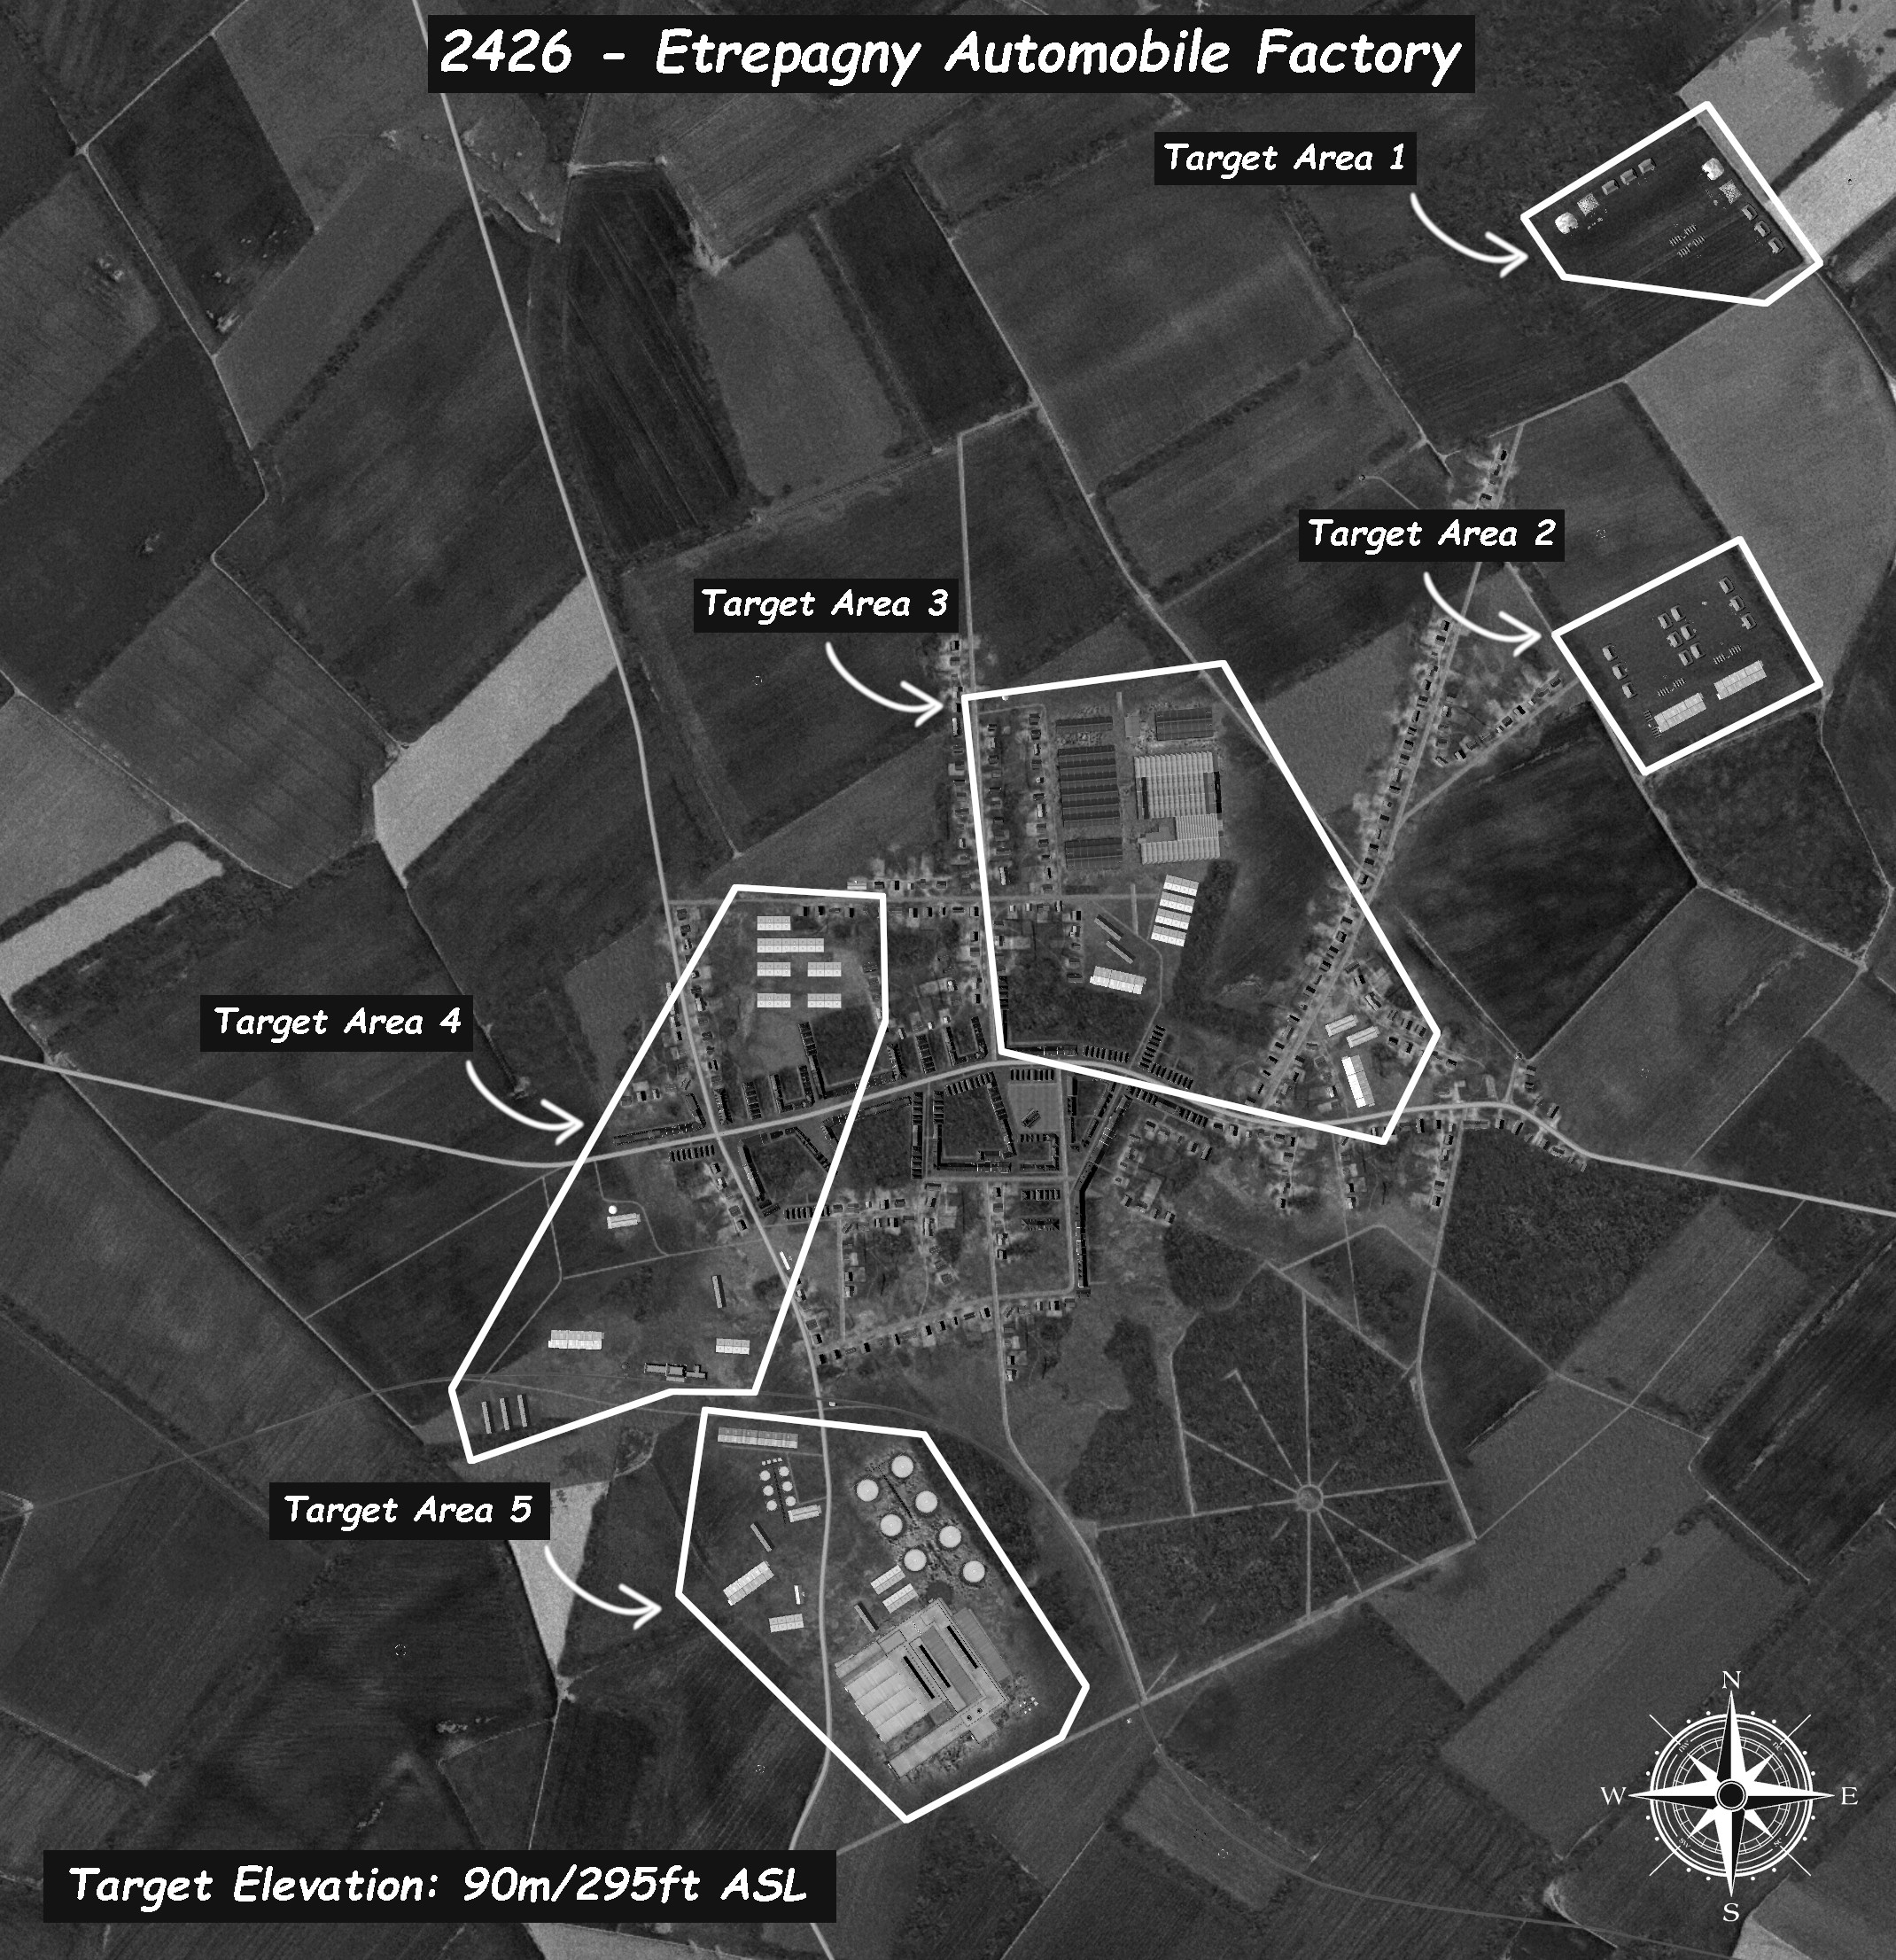 2426 - Etrepagny Automobile Factory
Target Area 1
Target Area 2
Target Area 3
Target Area 4
Target Area 5
Target Elevation: 90m/295ft ASL
N
W
E
S